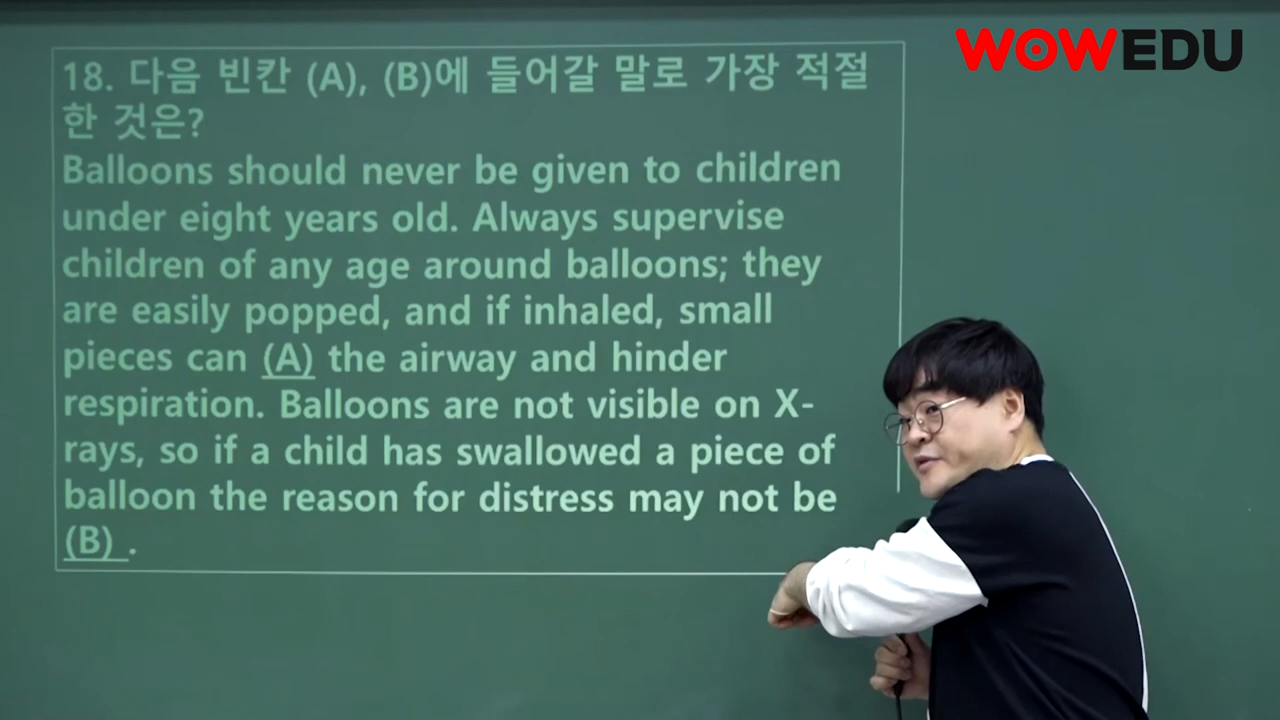 WOWEDU
18. 다음 빈칸 (A), (B)에 들어갈 말로 가장 적절
한 것은?
Balloons should never be given to children
under eight years old. Always supervise
children of any age around balloons; they
are easily popped, and if inhaled, small
pieces can (A) the airway and hinder
respiration. Balloons are not visible on X-
rays, so if a child has swallowed a piece of
balloon the reason for distress may not be
(B) .